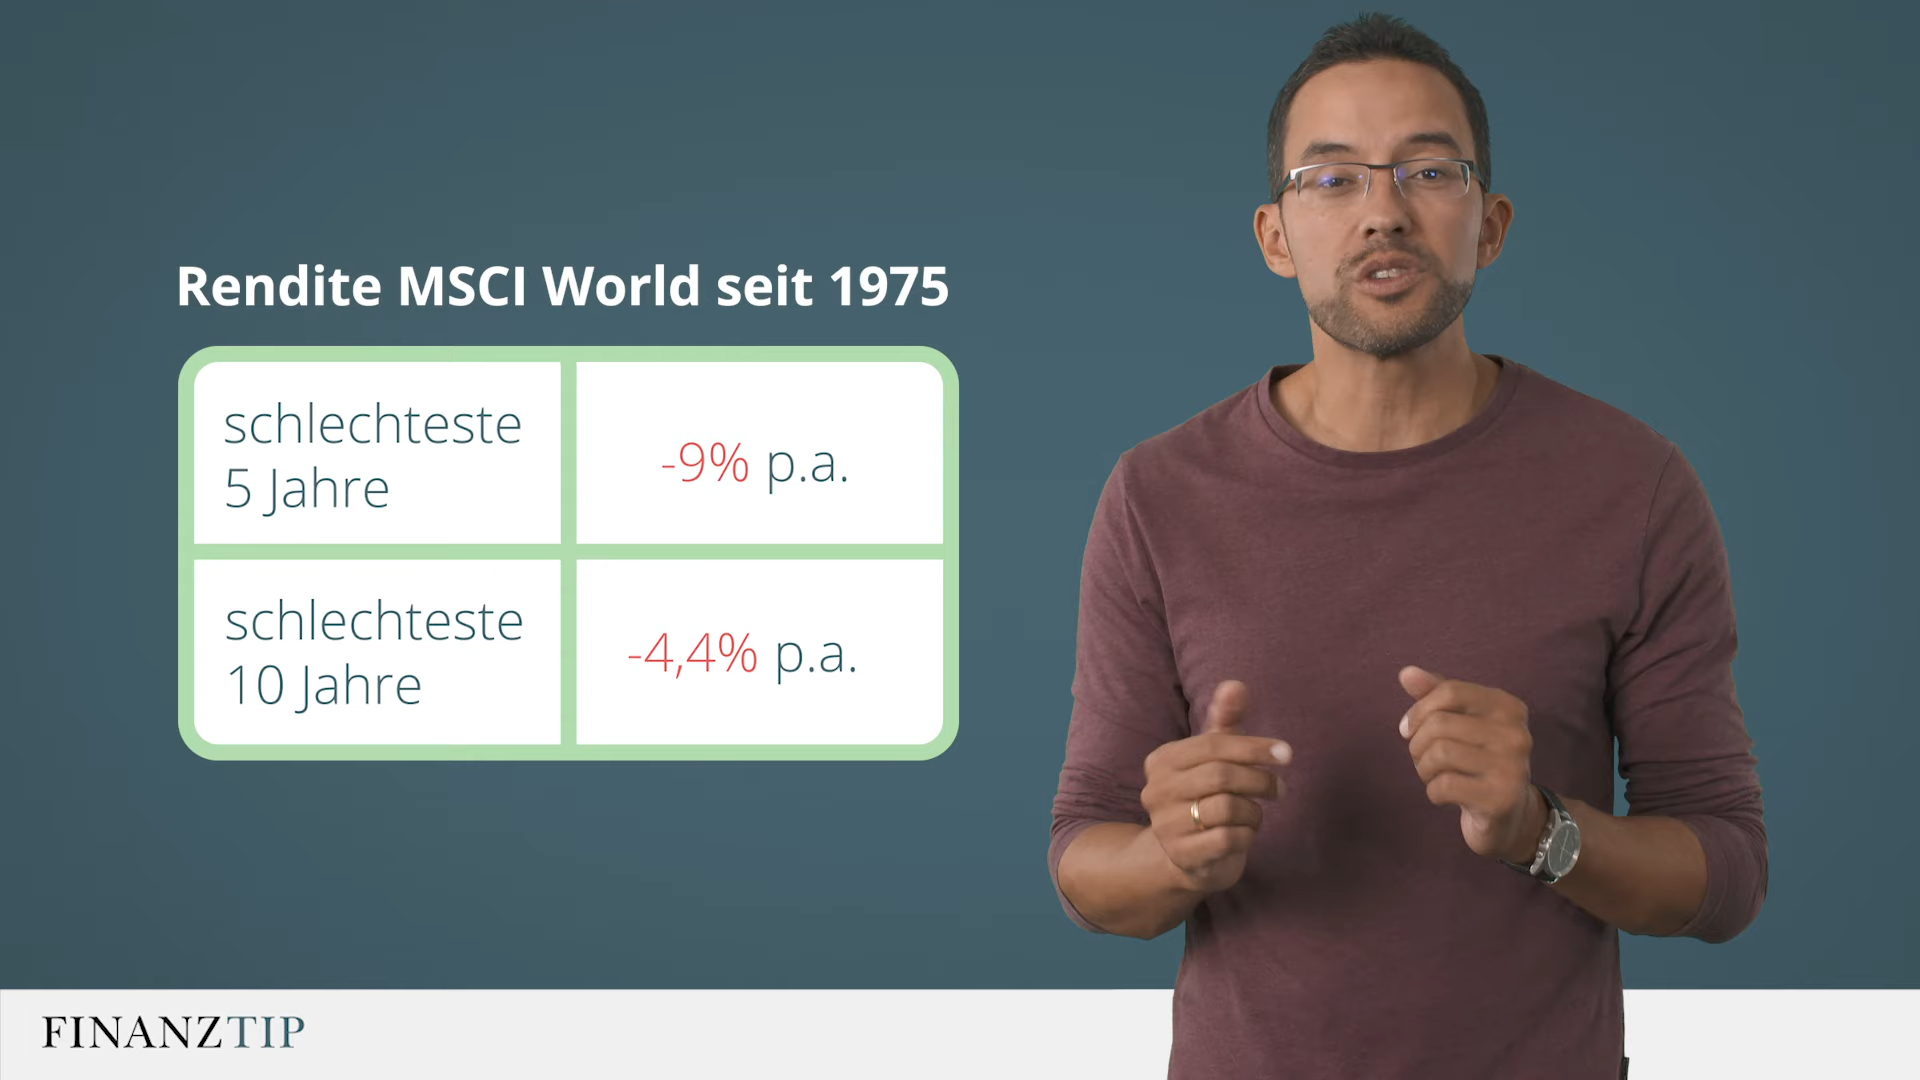 Rendite MSCI World seit 1975
schlechteste
5 Jahre
-9% p.a.
schlechteste
10 Jahre
-4,4% p.a.
FINANZTIP